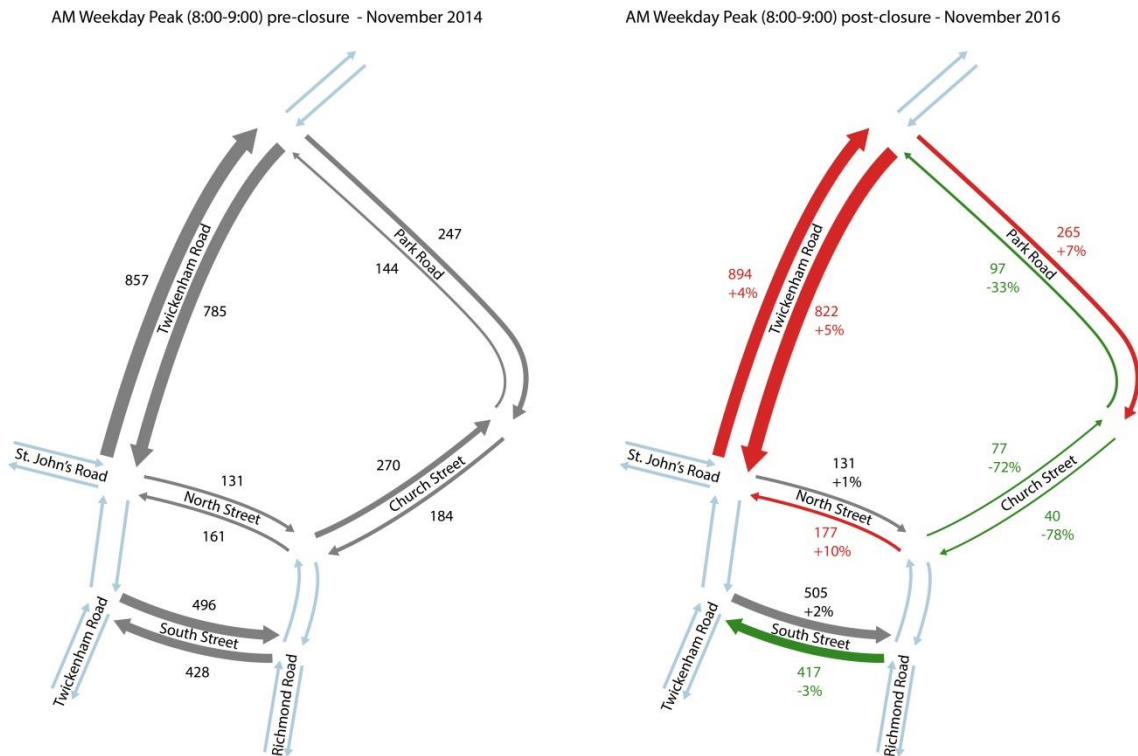 AM Weekday Peak (8:00-9:00) pre-closure - November 2014
857
Twickenham Road
785
247
Park Road
144
St. John's Road
131
North Street
161
270
Church Street
184
496
South Street
428
Twickenham Road
Richmond Road
AM Weekday Peak (8:00-9:00) post-closure - November 2016
894
+4%
Twickenham Road
822
+5%
265
+7%
Park Road
97
-33%
St. John's Road
131
+1%
North Street
177
+10%
77
-72%
Church Street
40
-78%
505
+2%
South Street
417
-3%
Twickenham Road
Richmond Road